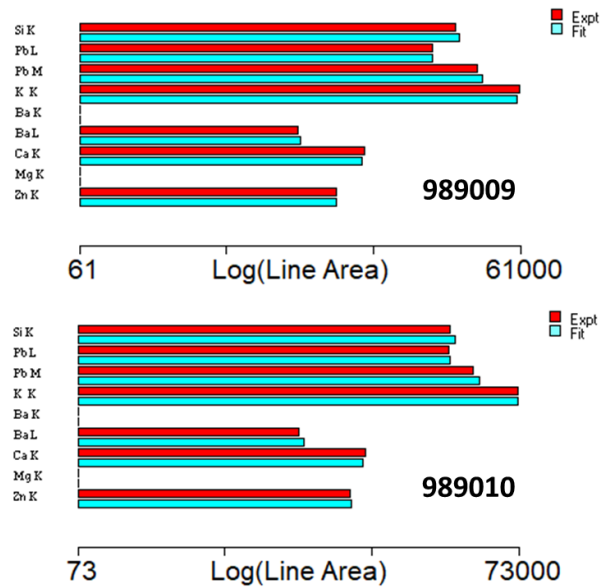 Expt
Fit
Si K
Pb L
Pb M
K K
Ba K
Ba L
Ca K
Mg K
Zn K
989009
61 Log(Line Area) 61000
Expt
Fit
Si K
Pb L
Pb M
K K
Ba K
Ba L
Ca K
Mg K
Zn K
989010
73 Log(Line Area) 73000